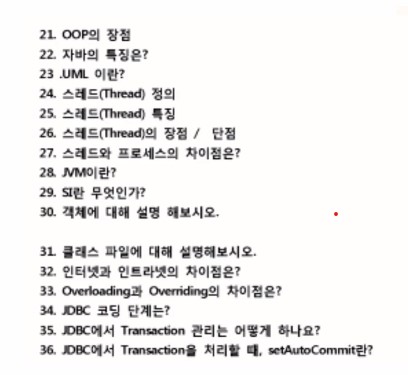 21. OOP의 장점
22. 자바의 특징은?
23 .UML 이란?
24. 스레드(Thread) 정의
25. 스레드(Thread) 특징
26. 스레드(Thread)의 장점 / 단점
27. 스레드와 프로세스의 차이점은?
28. JVM이란?
29. SI란 무엇인가?
30. 객체에 대해 설명 해보시오.
31. 클래스 파일에 대해 설명해보시오.
32. 인터넷과 인트라넷의 차이점은?
33. Overloading과 Overriding의 차이점은?
34. JDBC 코딩 단계는?
35. JDBC에서 Transaction 관리는 어떻게 하나요?
36. JDBC에서 Transaction을 처리할 때, setAutoCommit란?